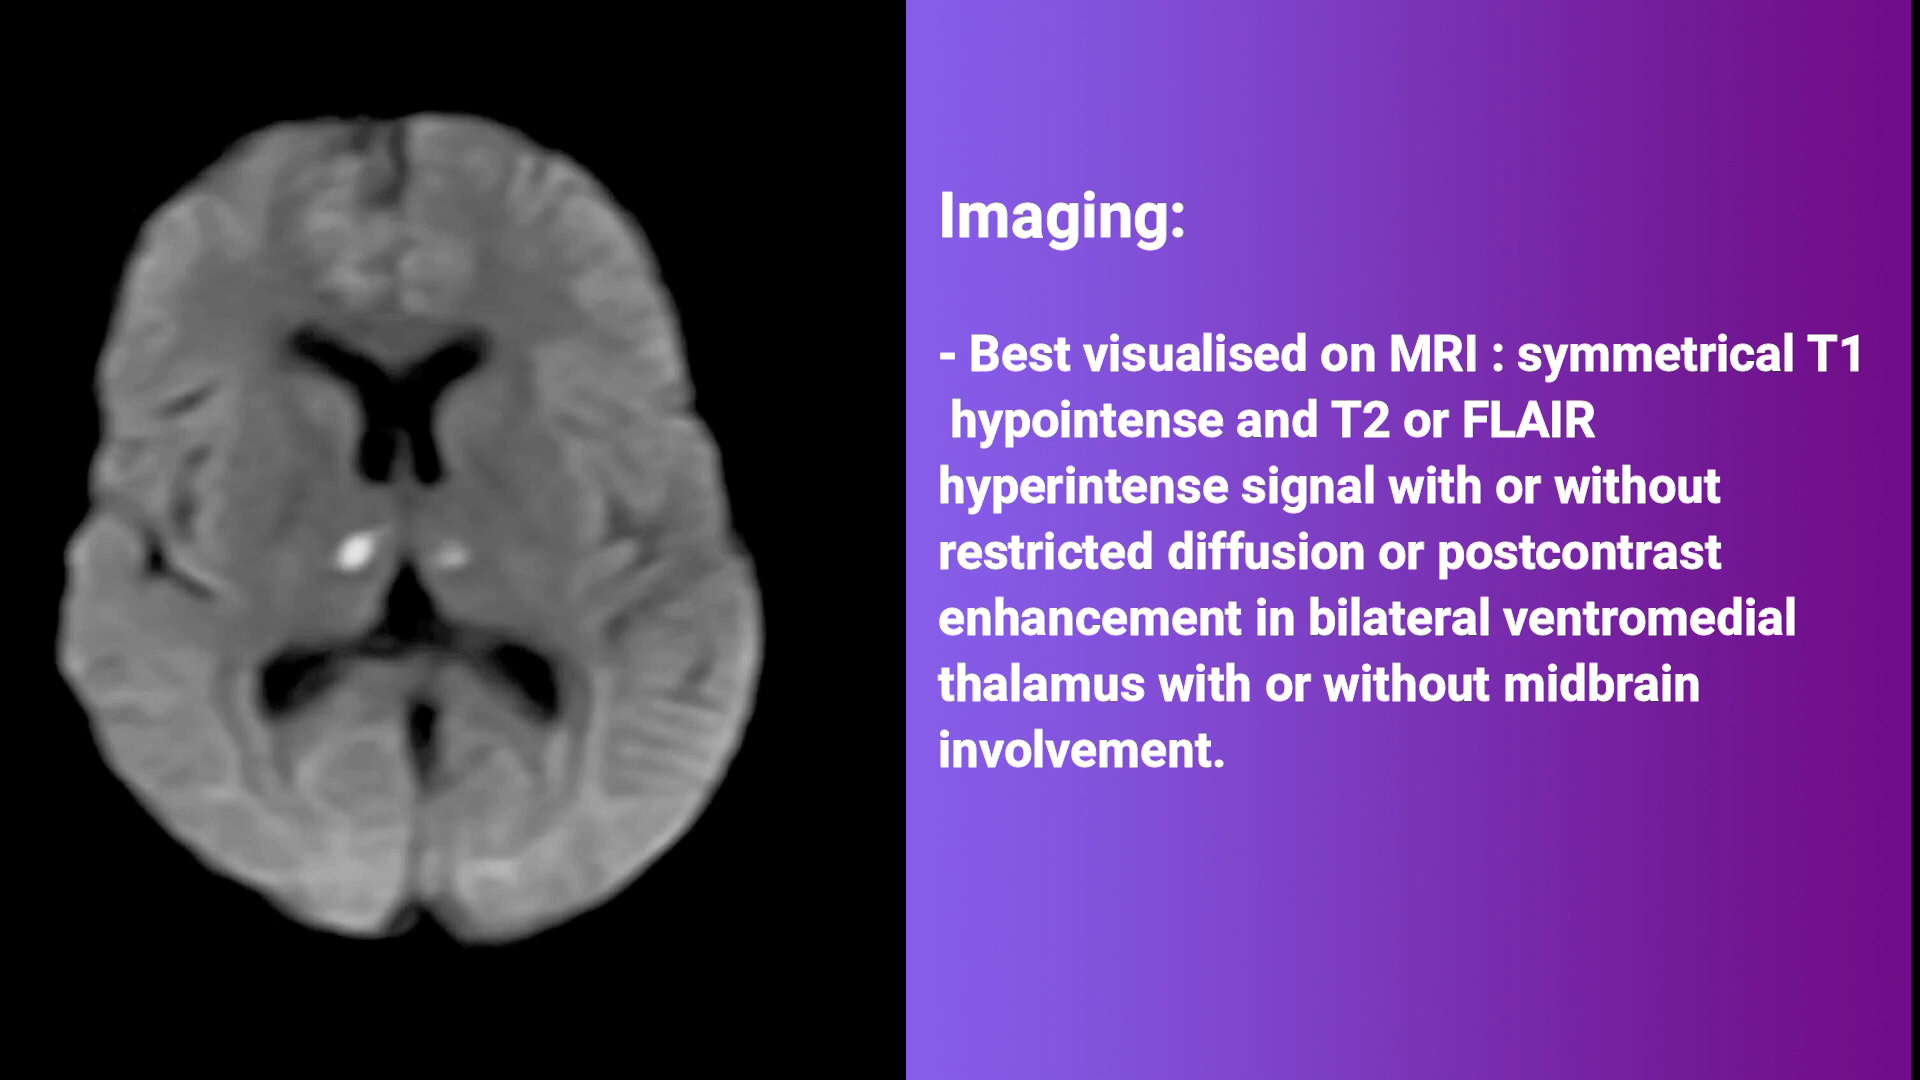 Imaging:
- Best visualised on MRI : symmetrical T1
hypointense and T2 or FLAIR
hyperintense signal with or without
restricted diffusion or postcontrast
enhancement in bilateral ventromedial
thalamus with or without midbrain
involvement.